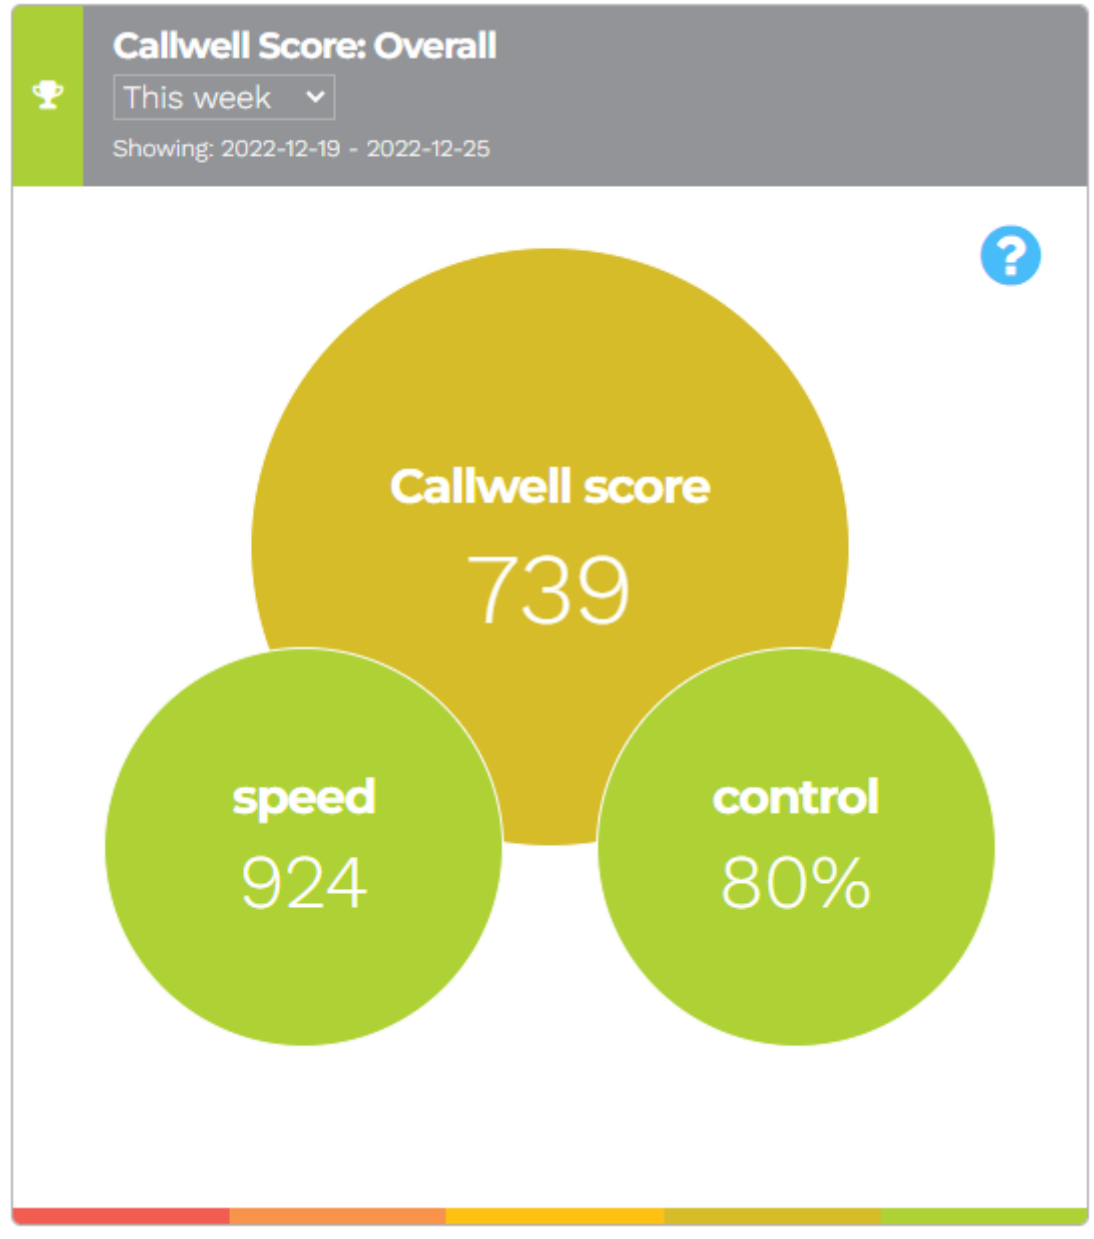 Callwell Score: Overall
This week
Showing: 2022-12-19 - 2022-12-25
?
Callwell score
739
speed
924
control
80%